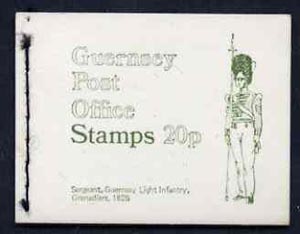 Guernsey
Post
Office
Stamps 20p
Sergeant, Guernsey Light Infantry,
Grenadiers, 1826